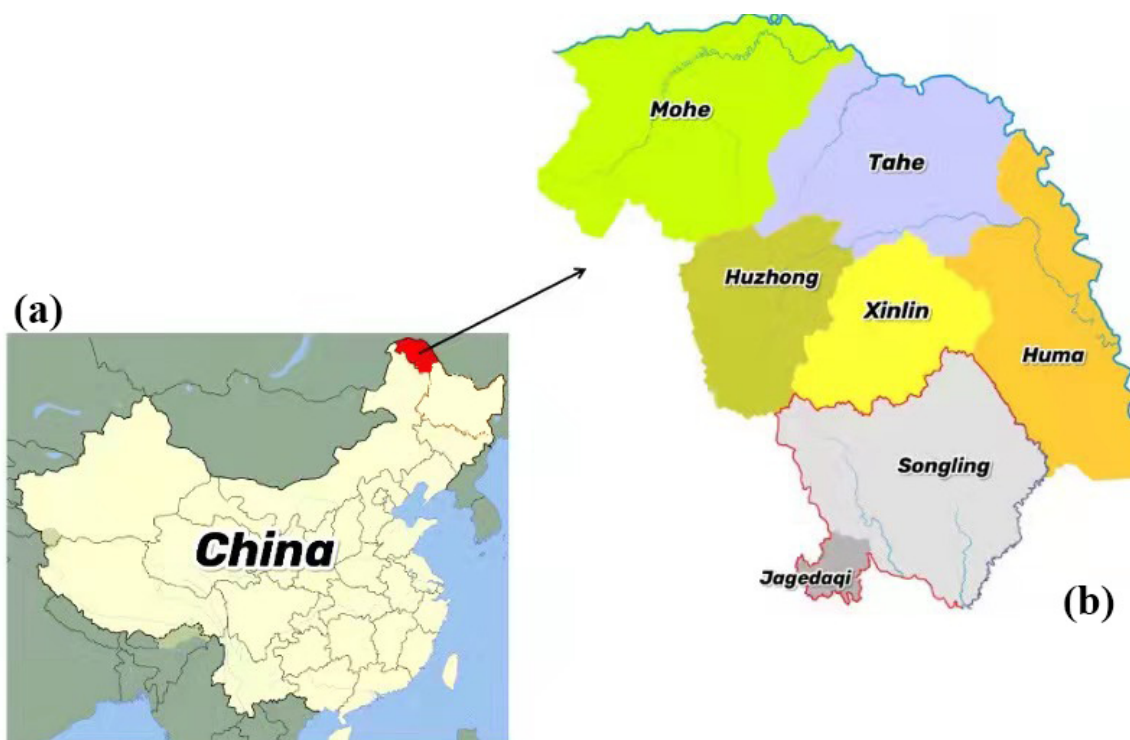 Mohe
Tahe
Huzhong
Xinlin
(a)
Huma
Songling
China
Jagedaqi
(b)